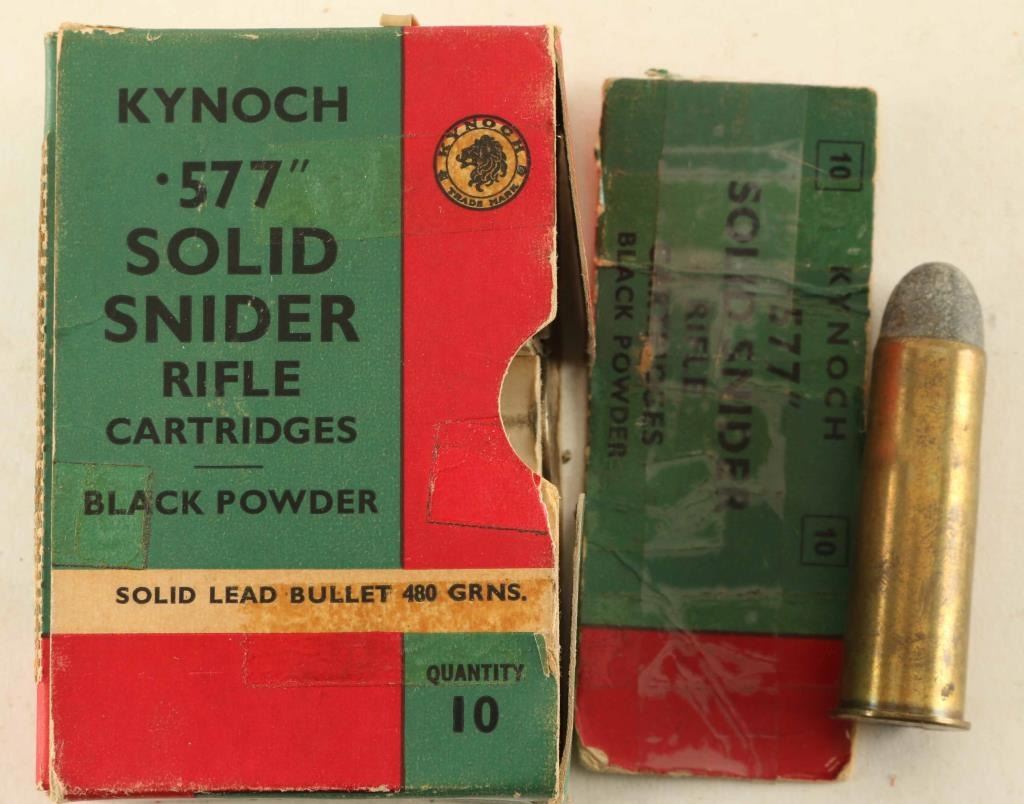 KYNOCH
·577″
SOLID
SNIDER
RIFLE
CARTRIDGES
BLACK POWDER
KYNOCH
TRADE MARK
SOLID LEAD BULLET 480 GRNS.
QUANTITY
10
10
KYNOCH
10
·577″
SOLID SNIDER
RIFLE
CARTRIDGES
BLACK POWDER